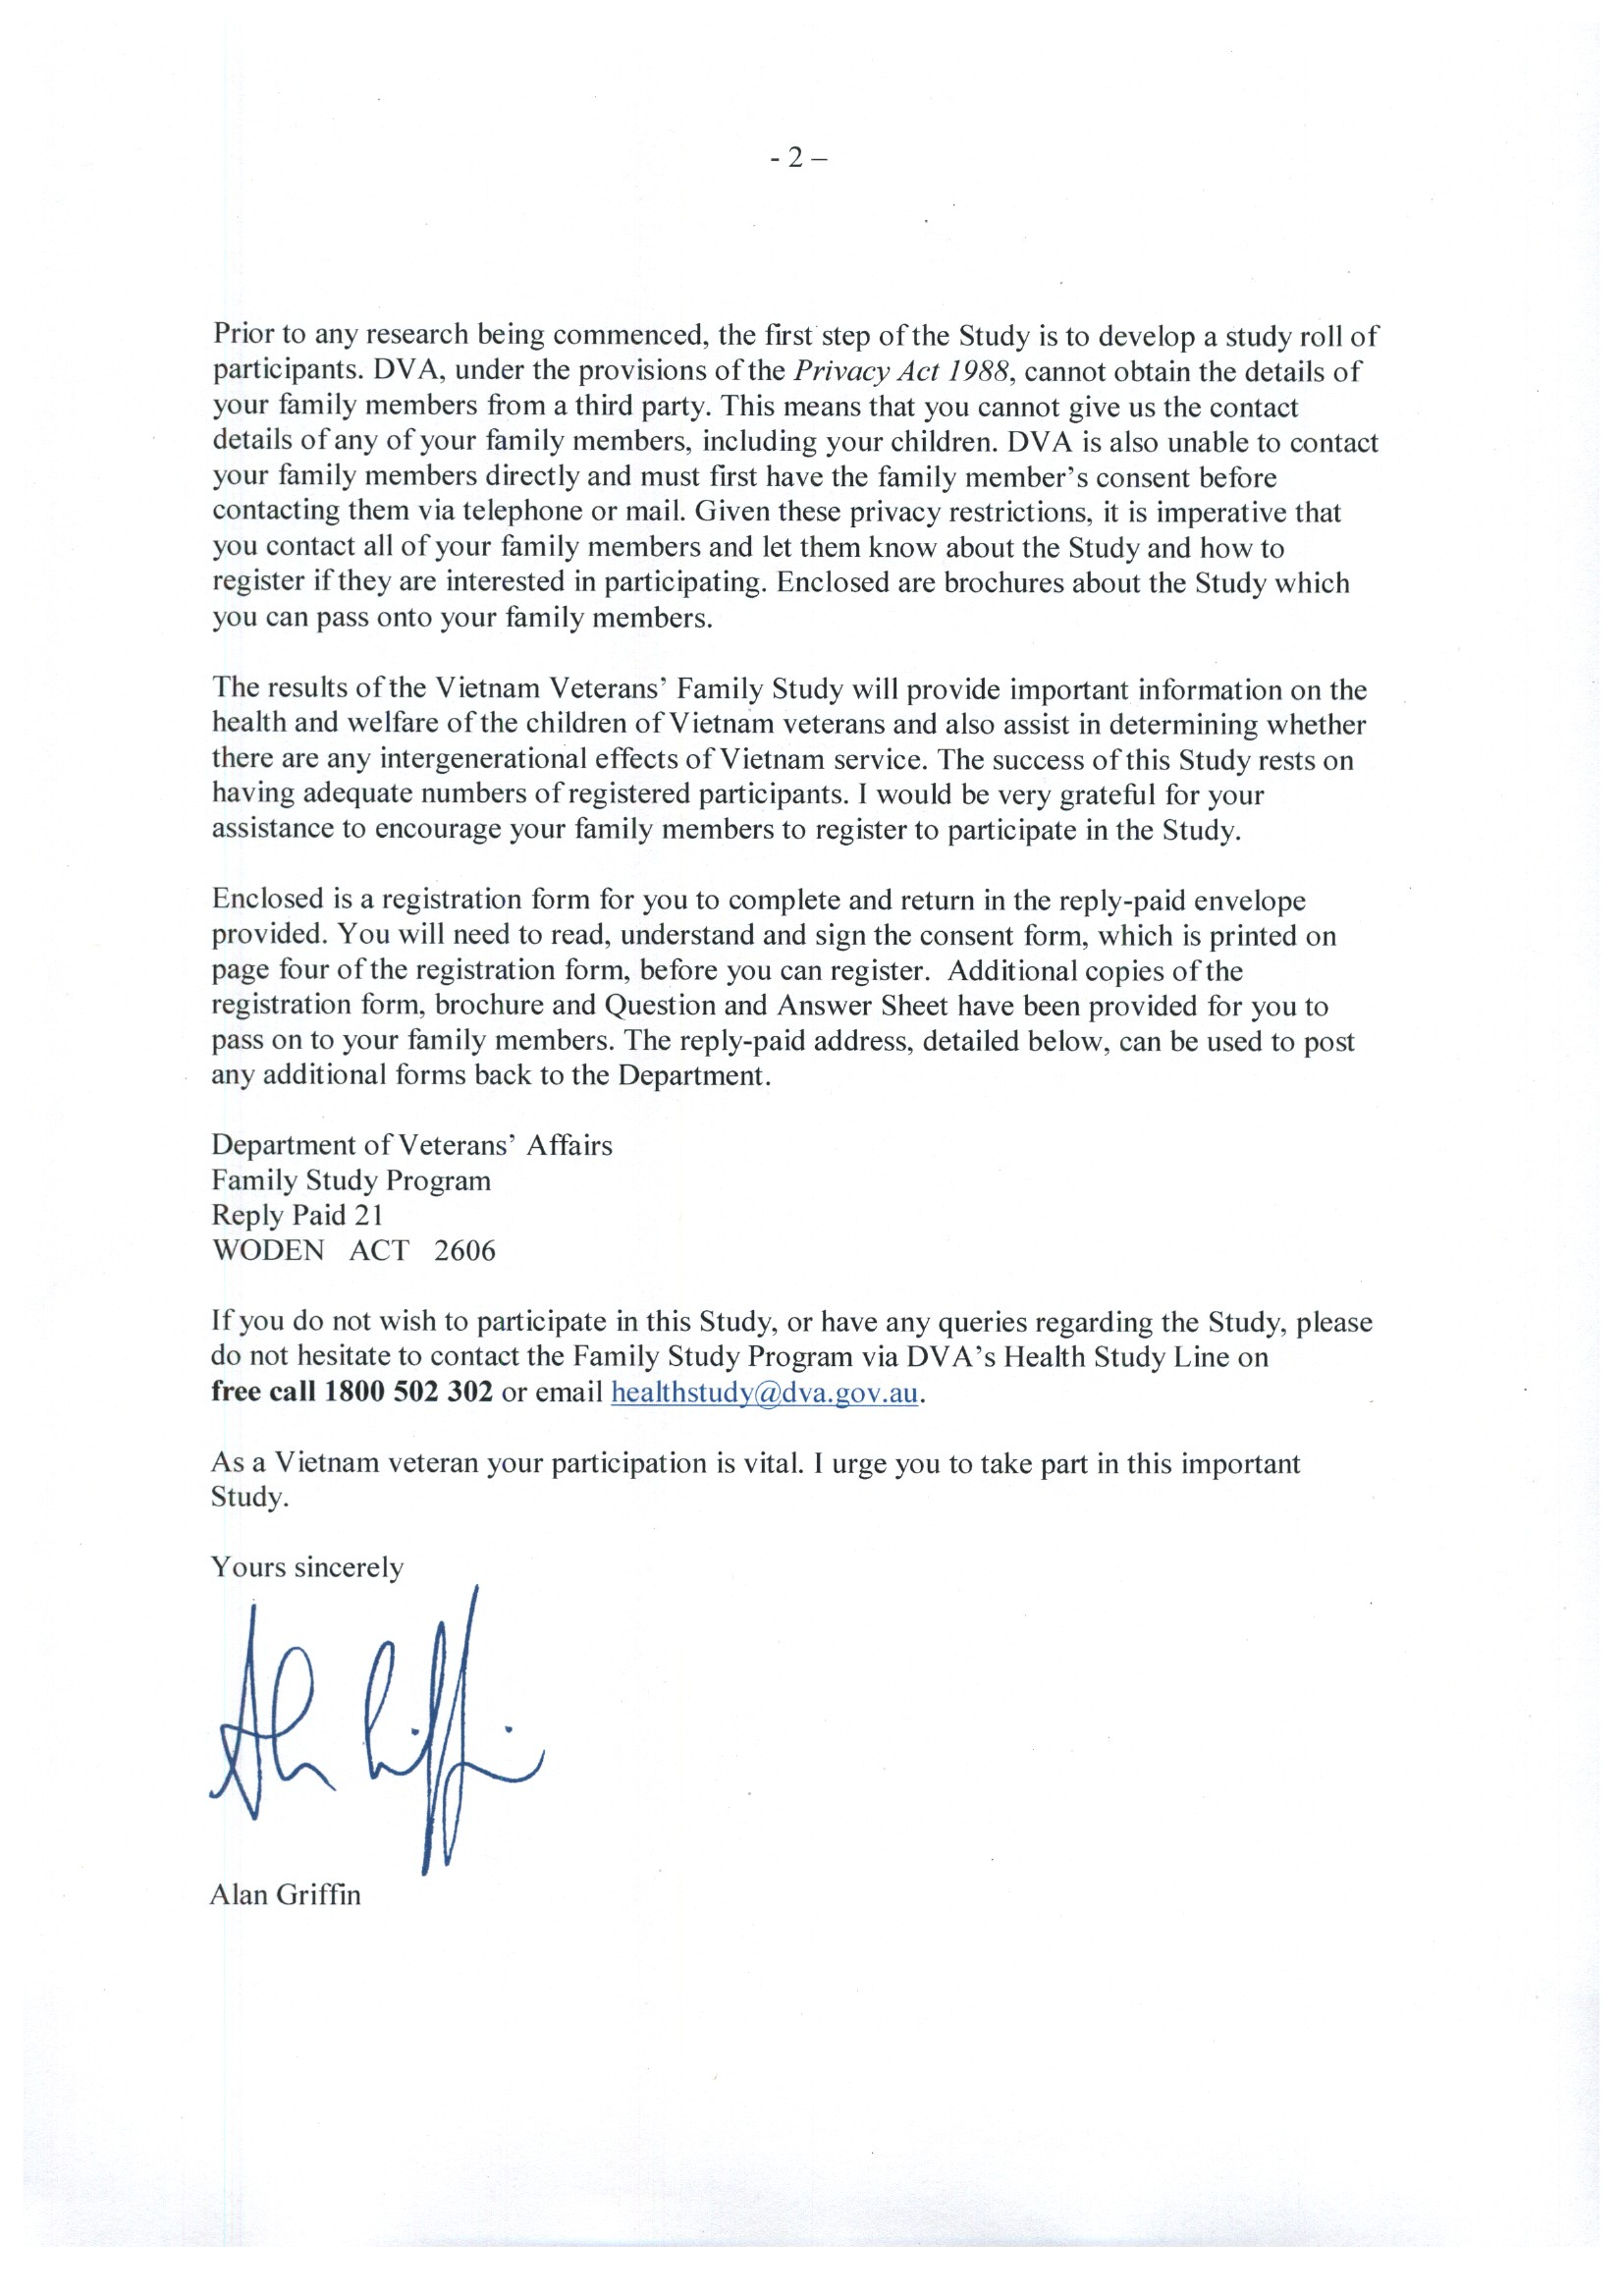 - 2 –
Prior to any research being commenced, the first step of the Study is to develop a study roll of
participants. DVA, under the provisions of the Privacy Act 1988, cannot obtain the details of
your family members from a third party. This means that you cannot give us the contact
details of any of your family members, including your children. DVA is also unable to contact
your family members directly and must first have the family member’s consent before
contacting them via telephone or mail. Given these privacy restrictions, it is imperative that
you contact all of your family members and let them know about the Study and how to
register if they are interested in participating. Enclosed are brochures about the Study which
you can pass onto your family members.
The results of the Vietnam Veterans’ Family Study will provide important information on the
health and welfare of the children of Vietnam veterans and also assist in determining whether
there are any intergenerational effects of Vietnam service. The success of this Study rests on
having adequate numbers of registered participants. I would be very grateful for your
assistance to encourage your family members to register to participate in the Study.
Enclosed is a registration form for you to complete and return in the reply-paid envelope
provided. You will need to read, understand and sign the consent form, which is printed on
page four of the registration form, before you can register. Additional copies of the
registration form, brochure and Question and Answer Sheet have been provided for you to
pass on to your family members. The reply-paid address, detailed below, can be used to post
any additional forms back to the Department.
Department of Veterans’ Affairs
Family Study Program
Reply Paid 21
WODEN ACT 2606
If you do not wish to participate in this Study, or have any queries regarding the Study, please
do not hesitate to contact the Family Study Program via DVA’s Health Study Line on
free call 1800 502 302 or email healthstudy@dva.gov.au.
As a Vietnam veteran your participation is vital. I urge you to take part in this important
Study.
Yours sincerely
Alan Griffin
Alan Griffin